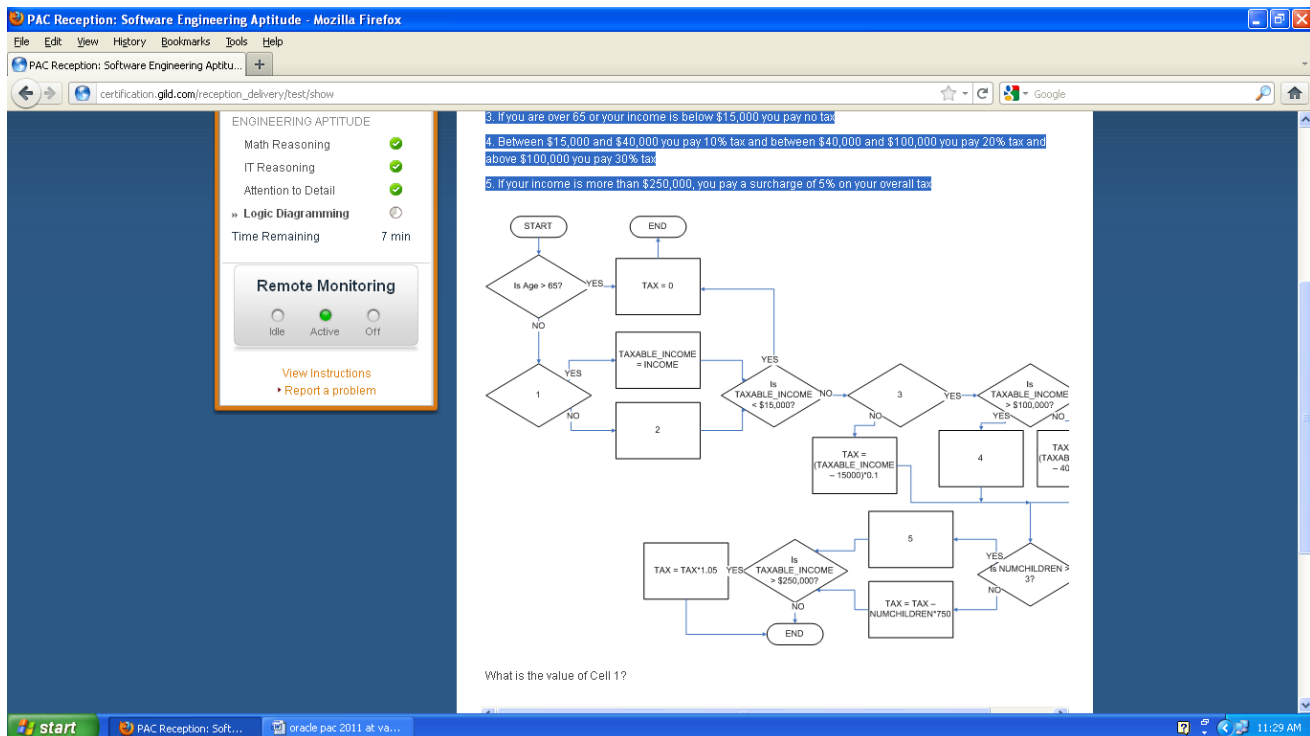 PAC Reception: Software Engineering Aptitude - Mozilla Firefox
File Edit View History Bookmarks Tools Help
PAC Reception: Software Engineering Aptitu... +
certification.gild.com/reception_delivery/test/show
Google
ENGINEERING APTITUDE
Math Reasoning
IT Reasoning
Attention to Detail
» Logic Diagramming
Time Remaining 7 min
Remote Monitoring
Idle Active Off
View Instructions
Report a problem
3. If you are over 65 or your income is below $15,000 you pay no tax
4. Between $15,000 and $40,000 you pay 10% tax and between $40,000 and $100,000 you pay 20% tax and
above $100,000 you pay 30% tax
5. If your income is more than $250,000, you pay a surcharge of 5% on your overall tax
START
END
Is Age > 65?
YES
TAX = 0
NO
TAXABLE_INCOME
= INCOME
YES
1
NO
2
YES
Is
TAXABLE_INCOME
< $15,000?
NO
3
YES
NO
Is
TAXABLE_INCOME
> $100,000?
YES
NO
TAX =
(TAXABLE_INCOME
– 15000)*0.1
4
TAX
(TAXAB
– 40
5
YES
Is NUMCHILDREN >
3?
NO
TAX = TAX –
NUMCHILDREN*750
Is
TAXABLE_INCOME
> $250,000?
YES
NO
TAX = TAX*1.05
END
What is the value of Cell 1?
start
PAC Reception: Soft...
oracle pac 2011 at va...
11:29 AM